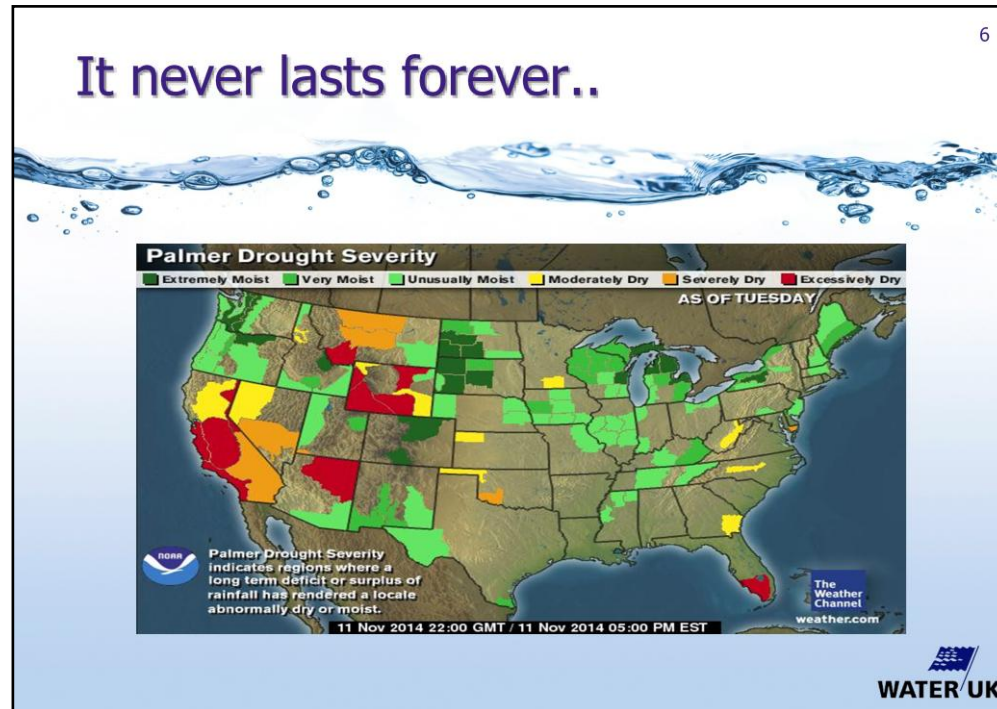 6
It never lasts forever..
Palmer Drought Severity
Extremely Moist Very Moist Unusually Moist Moderately Dry Severely Dry Excessively Dry
AS OF TUESDAY
NOAA
Palmer Drought Severity
indicates regions where a
long term deficit or surplus of
rainfall has rendered a locale
abnormally dry or moist.
The
Weather
Channel
weather.com
11 Nov 2014 22:00 GMT / 11 Nov 2014 05:00 PM EST
WATER UK